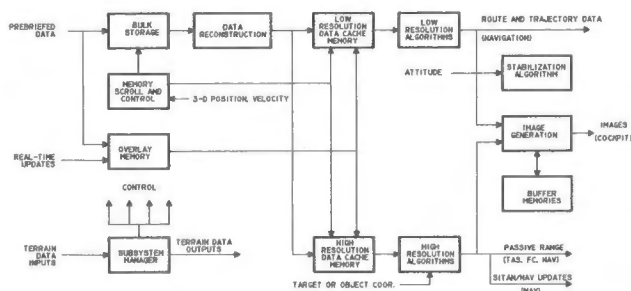 PREBRIEFED
DATA
BULK
STORAGE
DATA
RECONSTRUCTION
LOW
RESOLUTION
DATA CACHE
MEMORY
LOW
RESOLUTION
ALGORITHMS
ROUTE AND TRAJECTORY DATA
(NAVIGATION)
ATTITUDE
STABILIZATION
ALGORITHM
MEMORY
SCROLL AND
CONTROL
3-D POSITION, VELOCITY
REAL-TIME
UPDATES
OVERLAY
MEMORY
IMAGE
GENERATION
IMAGES
(COCKPIT)
BUFFER
MEMORIES
CONTROL
TERRAIN
DATA
INPUTS
SUBSYSTEM
MANAGER
TERRAIN DATA
OUTPUTS
HIGH
RESOLUTION
DATA CACHE
MEMORY
HIGH
RESOLUTION
ALGORITHMS
TARGET OR OBJECT COOR.
PASSIVE RANGE
(TAS, FC, NAV)
SITAN/NAV UPDATES
(NAV)